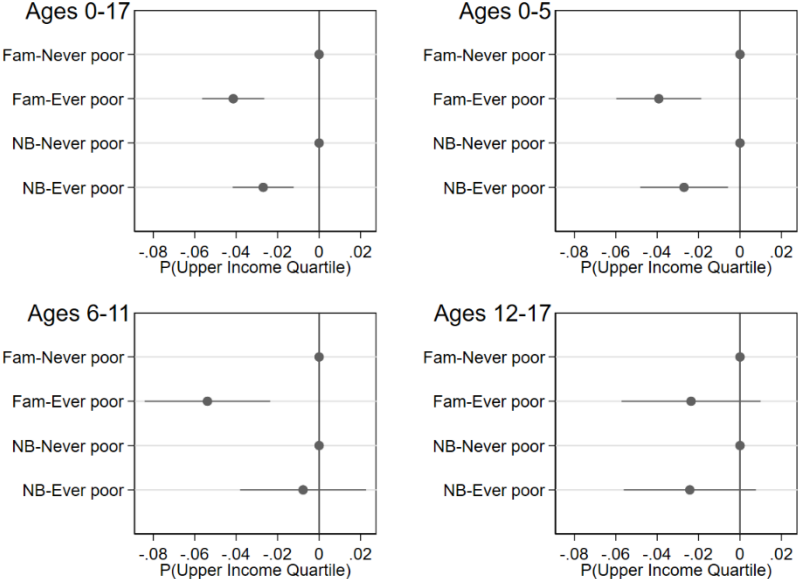 Ages 0-17
Fam-Never poor
Fam-Ever poor
NB-Never poor
NB-Ever poor
-.08 -.06 -.04 -.02 0 .02
P(Upper Income Quartile)
Ages 0-5
Fam-Never poor
Fam-Ever poor
NB-Never poor
NB-Ever poor
-.08 -.06 -.04 -.02 0 .02
P(Upper Income Quartile)
Ages 6-11
Fam-Never poor
Fam-Ever poor
NB-Never poor
NB-Ever poor
-.08 -.06 -.04 -.02 0 .02
P(Upper Income Quartile)
Ages 12-17
Fam-Never poor
Fam-Ever poor
NB-Never poor
NB-Ever poor
-.08 -.06 -.04 -.02 0 .02
P(Upper Income Quartile)